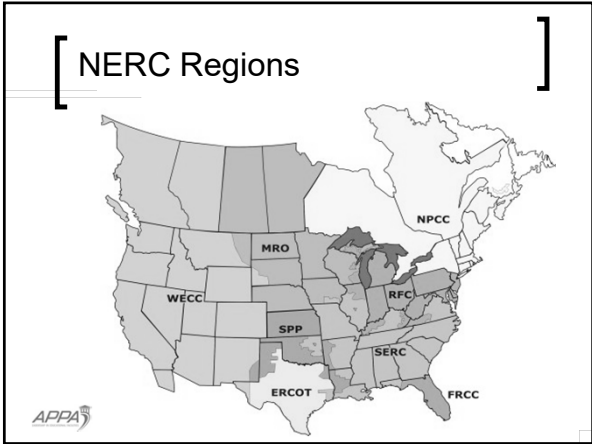 NERC Regions
NPCC
MRO
WECC
RFC
SPP
SERC
ERCOT
FRCC
APPA